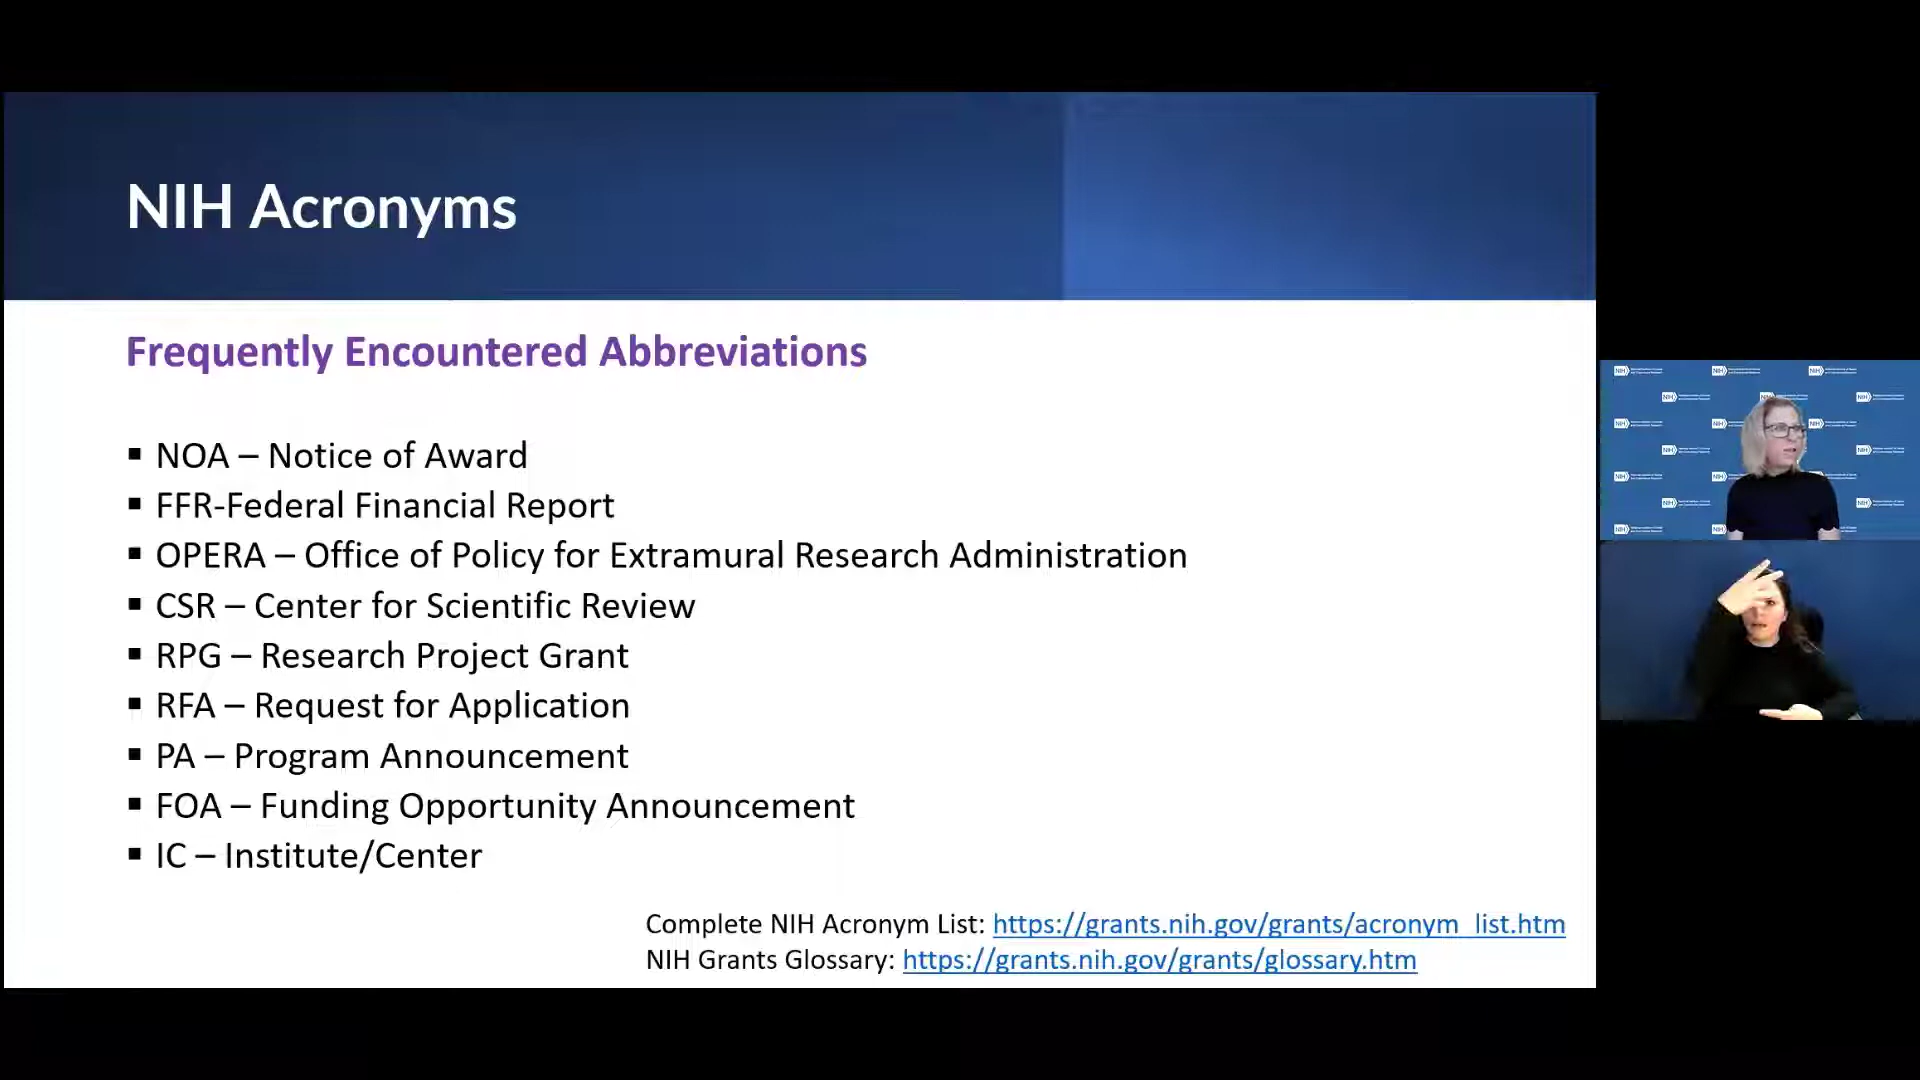 NIH Acronyms
Frequently Encountered Abbreviations
▪ NOA – Notice of Award
▪ FFR-Federal Financial Report
▪ OPERA – Office of Policy for Extramural Research Administration
▪ CSR – Center for Scientific Review
▪ RPG – Research Project Grant
▪ RFA – Request for Application
▪ PA – Program Announcement
▪ FOA – Funding Opportunity Announcement
▪ IC – Institute/Center
Complete NIH Acronym List: https://grants.nih.gov/grants/acronym_list.htm
NIH Grants Glossary: https://grants.nih.gov/grants/glossary.htm
NIH